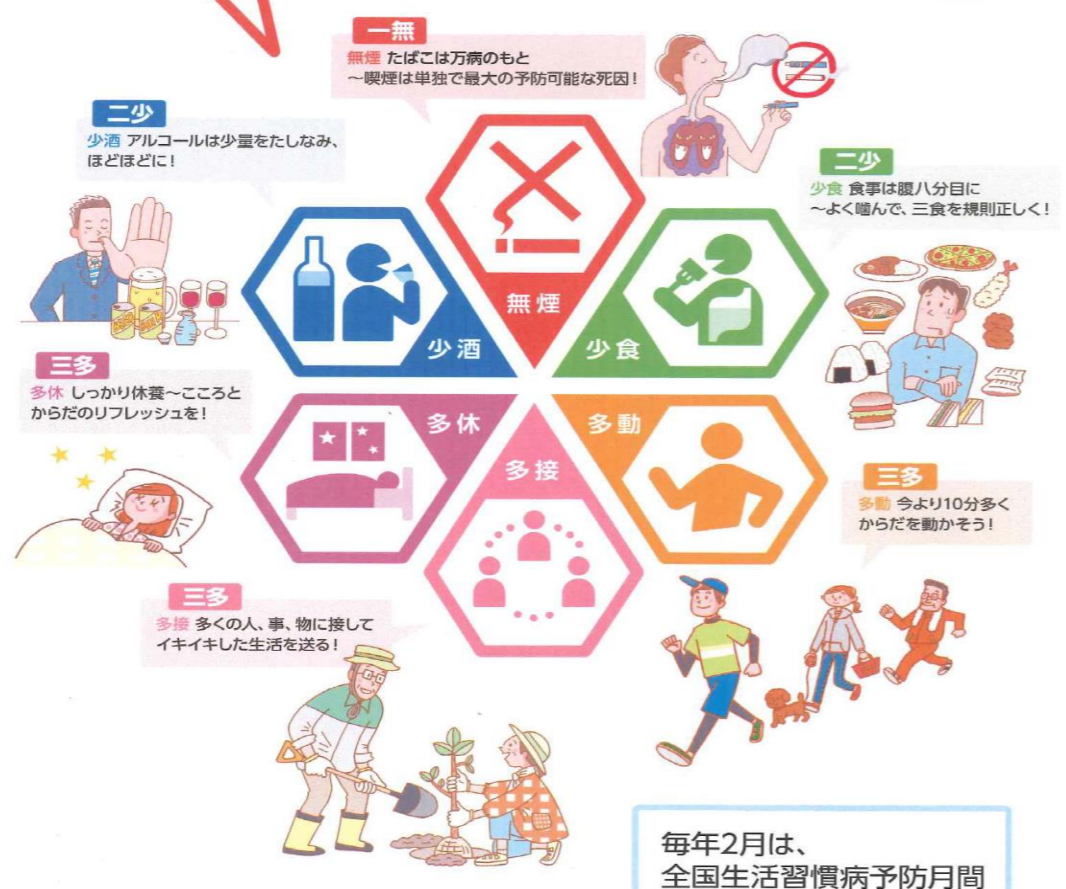 一無
無煙 たばこは万病のもと
～喫煙は単独で最大の予防可能な死因!
二少
少酒 アルコールは少量をたしなみ、
ほどほどに!
二少
少食 食事は腹八分目に
～よく噛んで、三食を規則正しく!
無煙
少酒
少食
三多
多休 しっかり休養～こころと
からだのリフレッシュを!
多休
多動
多接
三多
多動 今より10分多く
からだを動かそう!
三多
多接 多くの人、事、物に接して
イキイキした生活を送る!
毎年2月は、
全国生活習慣病予防月間